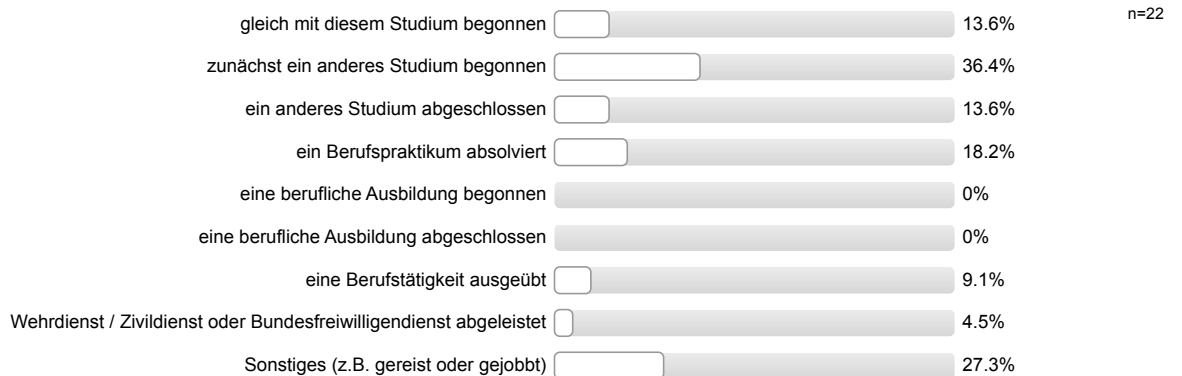 gleich mit diesem Studium begonnen 13.6% n=22
zunächst ein anderes Studium begonnen 36.4%
ein anderes Studium abgeschlossen 13.6%
ein Berufspraktikum absolviert 18.2%
eine berufliche Ausbildung begonnen 0%
eine berufliche Ausbildung abgeschlossen 0%
eine Berufstätigkeit ausgeübt 9.1%
Wehrdienst / Zivildienst oder Bundesfreiwilligendienst abgeleistet 4.5%
Sonstiges (z.B. gereist oder gejobbt) 27.3%